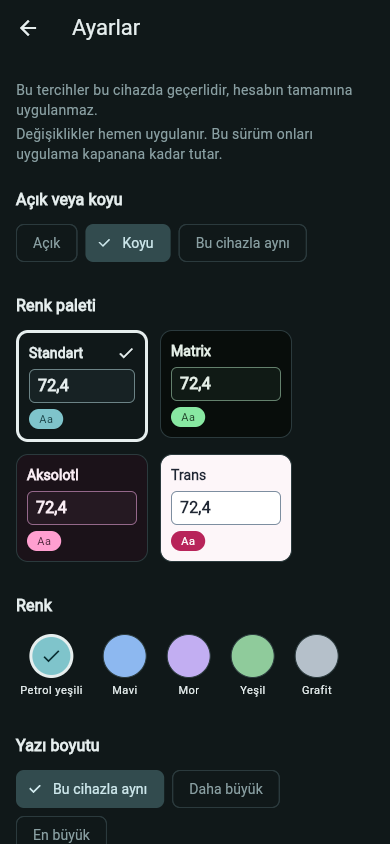 Ayarlar
Bu tercihler bu cihazda geçerlidir, hesabın tamamına
uygulanmaz.
Değişiklikler hemen uygulanır. Bu sürüm onları
uygulama kapanana kadar tutar.
Açık veya koyu
Açık
Koyu
Bu cihazla aynı
Renk paleti
Standart
72,4
Aa
Matrix
72,4
Aa
Aksolotl
72,4
Aa
Trans
72,4
Aa
Renk
Petrol yeşili
Mavi
Mor
Yeşil
Grafit
Yazı boyutu
Bu cihazla aynı
Daha büyük
En büyük